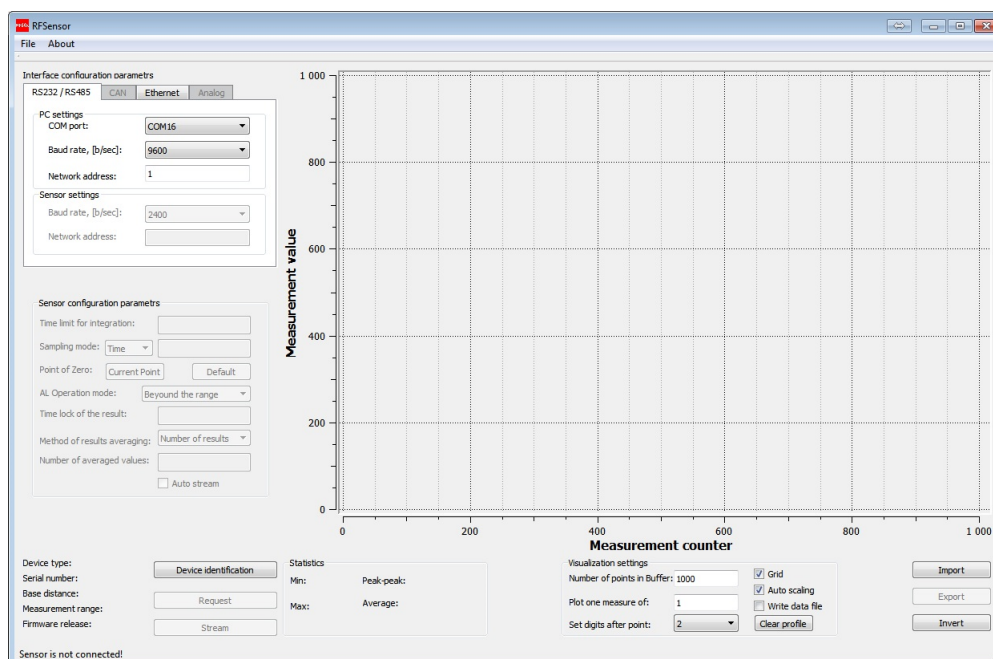 RFSensor
File About
Interface configuration parametrs
RS232 / RS485 CAN Ethernet Analog
PC settings
COM port: COM16
Baud rate, [b/sec]: 9600
Network address: 1
Sensor settings
Baud rate, [b/sec]: 2400
Network address:
Sensor configuration parametrs
Time limit for integration:
Sampling mode: Time
Point of Zero: Current Point Default
AL Operation mode: Beyound the range
Time lock of the result:
Method of results averaging: Number of results
Number of averaged values:
Auto stream
Measurement value
1 000
800
600
400
200
0
0 200 400 600 800 1 000
Measurement counter
Device type:
Serial number:
Base distance:
Measurement range:
Firmware release:
Device identification
Request
Stream
Statistics
Min: Peak-peak:
Max: Average:
Visualization settings
Number of points in Buffer: 1000
Plot one measure of: 1
Set digits after point: 2
Grid
Auto scaling
Write data file
Clear profile
Import
Export
Invert
Sensor is not connected!